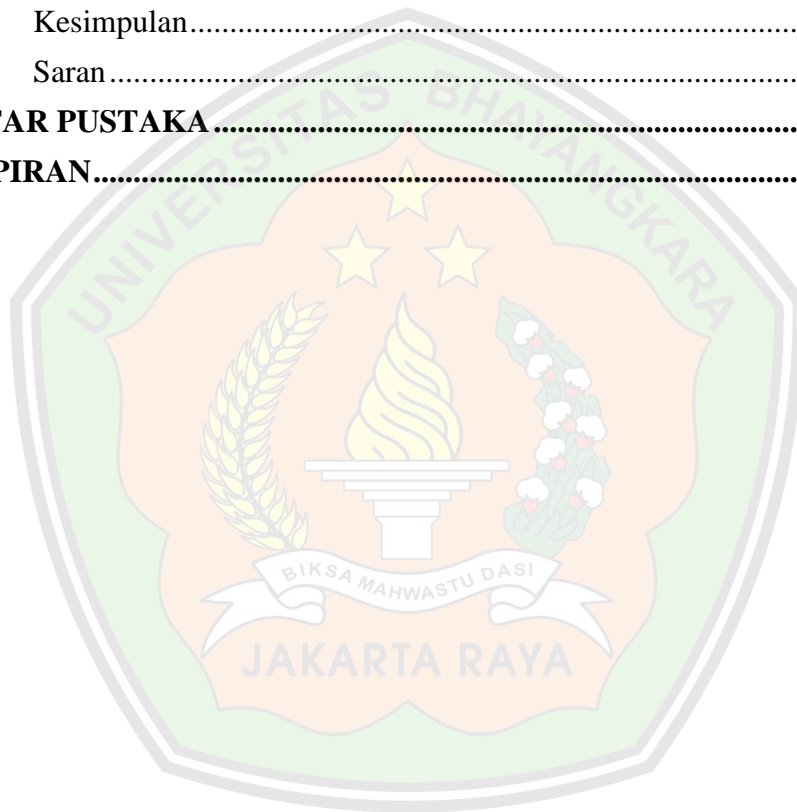 Kesimpulan.....................................................................................
Saran...............................................................................................
TAR PUSTAKA.............................................................................
PIRAN.............................................................................................
UNIVERSITAS BHAYANGKARA
BIKSA MAHWASTU DASI
JAKARTA RAYA